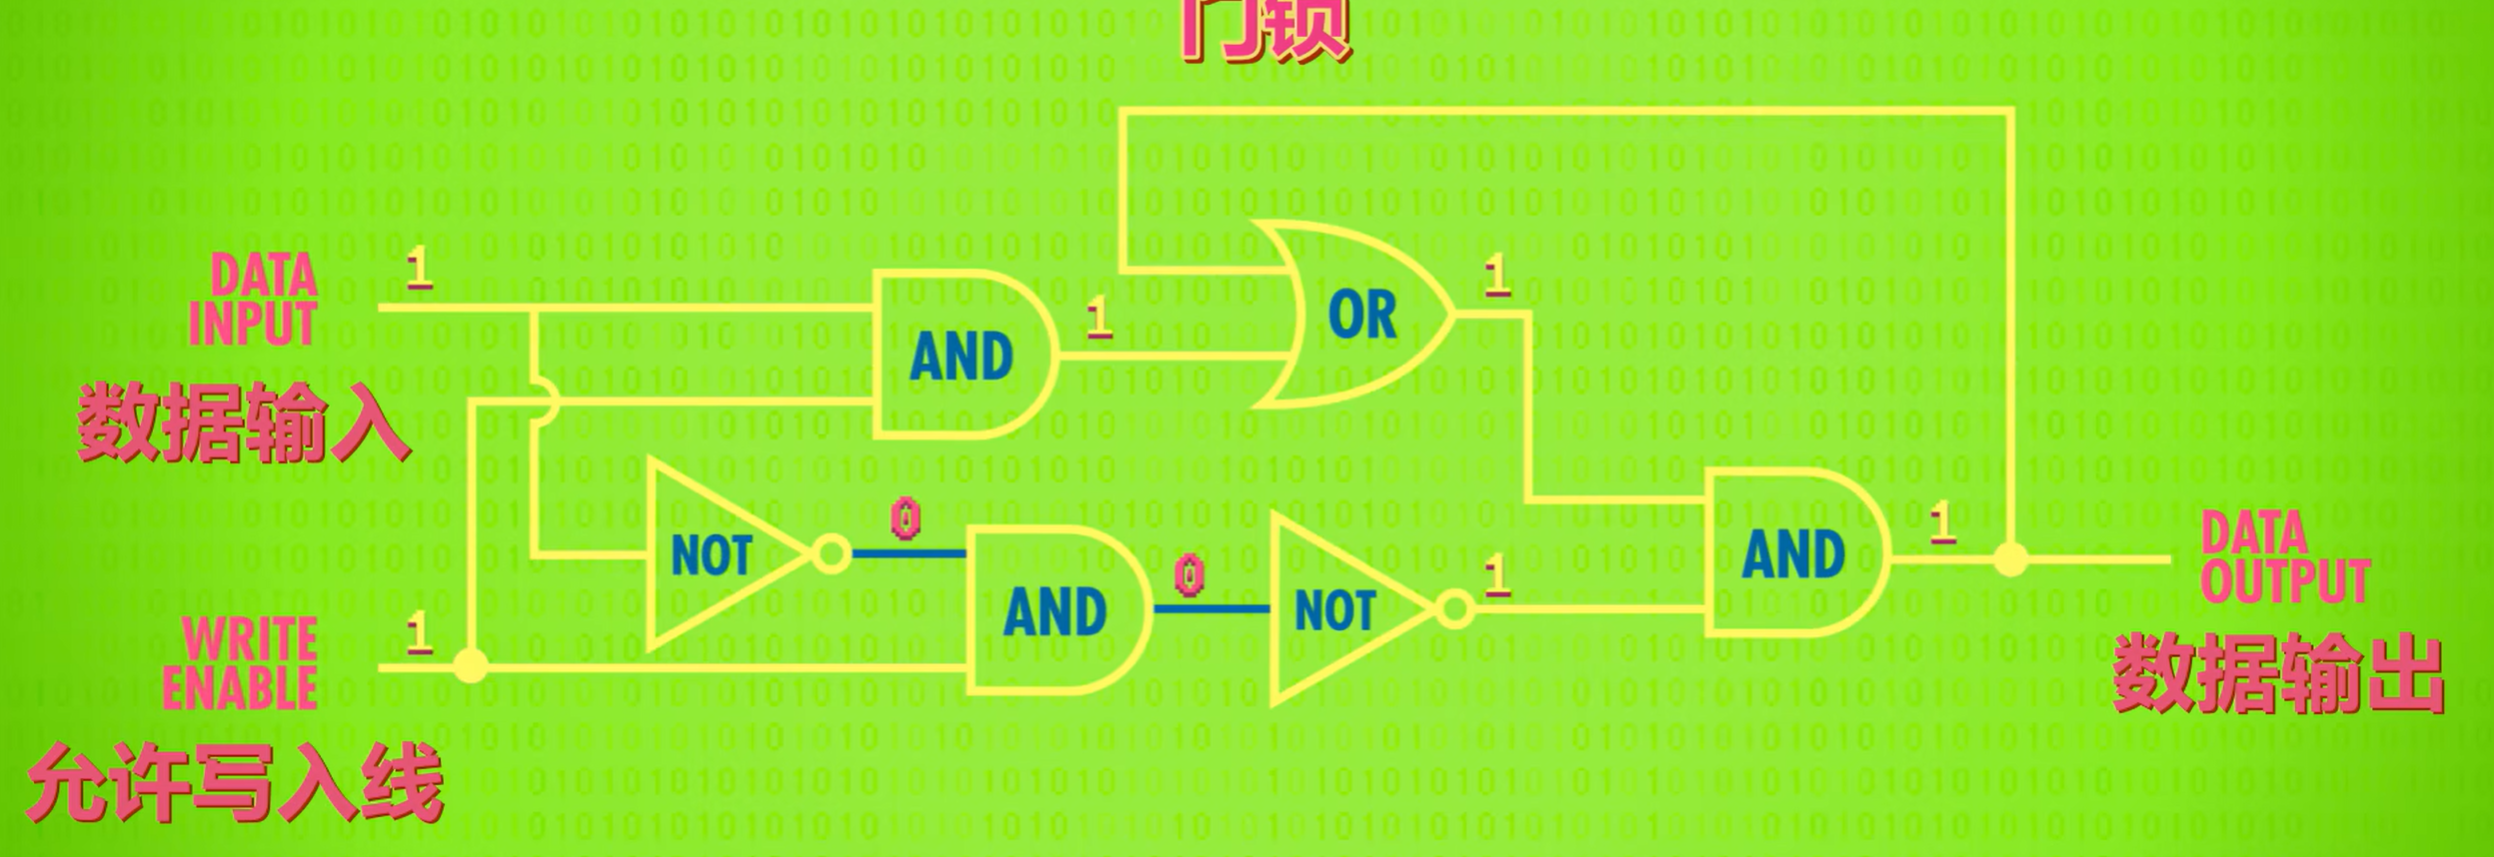 门锁
DATA
INPUT
数据输入
1
AND
1
OR
1
NOT
0
AND
0
NOT
1
AND
1
DATA
OUTPUT
数据输出
WRITE
ENABLE
允许写入线
1